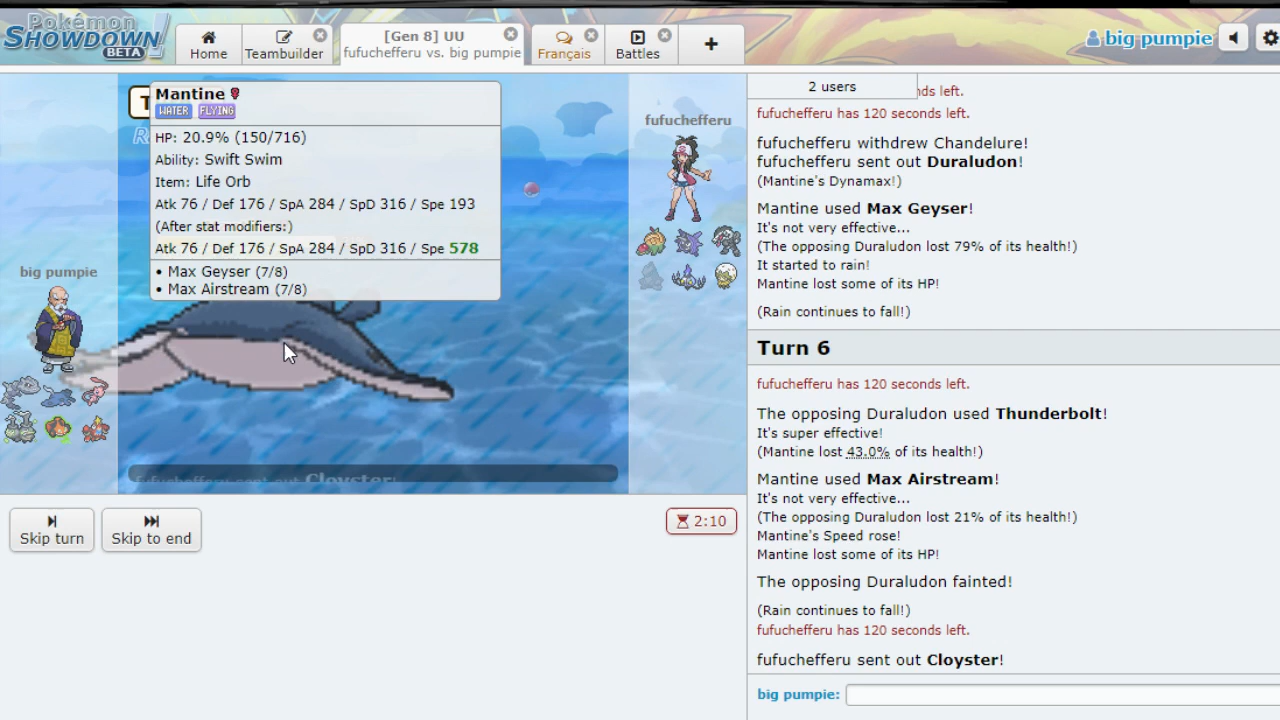 Pokémon
SHOWDOWN
BETA
Home
Teambuilder
[Gen 8] UU
fufuchefferu vs. big pumpie
Français
Battles
big pumpie
T
Mantine
WATER FLYING
HP: 20.9% (150/716)
Ability: Swift Swim
Item: Life Orb
Atk 76 / Def 176 / SpA 284 / SpD 316 / Spe 193
(After stat modifiers:)
Atk 76 / Def 176 / SpA 284 / SpD 316 / Spe 578
• Max Geyser (7/8)
• Max Airstream (7/8)
fufuchefferu
big pumpie
fufuchefferu sent out Cloyster!
Skip turn
Skip to end
2:10
2 users
nds left.
fufuchefferu has 120 seconds left.
fufuchefferu withdrew Chandelure!
fufuchefferu sent out Duraludon!
(Mantine's Dynamax!)
Mantine used Max Geyser!
It's not very effective...
(The opposing Duraludon lost 79% of its health!)
It started to rain!
Mantine lost some of its HP!
(Rain continues to fall!)
Turn 6
fufuchefferu has 120 seconds left.
The opposing Duraludon used Thunderbolt!
It's super effective!
(Mantine lost 43.0% of its health!)
Mantine used Max Airstream!
It's not very effective...
(The opposing Duraludon lost 21% of its health!)
Mantine's Speed rose!
Mantine lost some of its HP!
The opposing Duraludon fainted!
(Rain continues to fall!)
fufuchefferu has 120 seconds left.
fufuchefferu sent out Cloyster!
big pumpie: